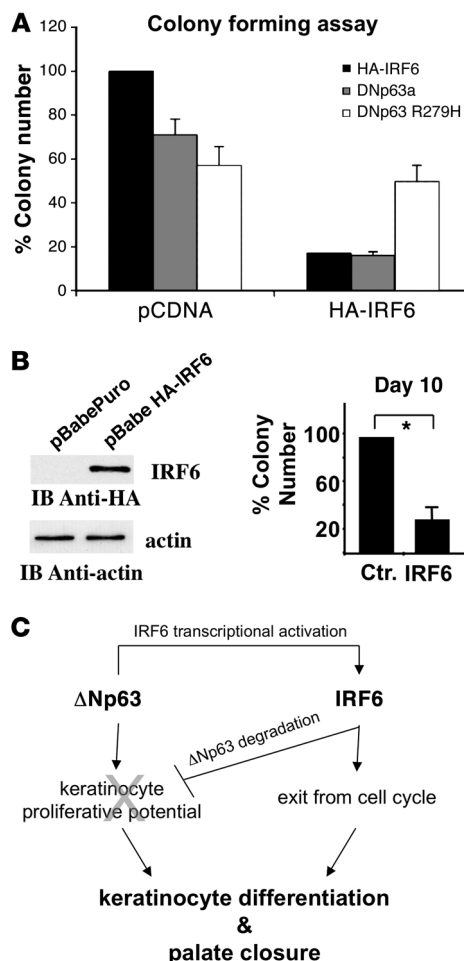 A
Colony forming assay
% Colony number
120
100
80
60
40
20
0
HA-IRF6
DNp63a
DNp63 R279H
pCDNA
HA-IRF6
B
pBabePuro
pBabe HA-IRF6
IRF6
IB Anti-HA
actin
IB Anti-actin
Day 10
*
% Colony
Number
100
60
20
Ctr. IRF6
C
IRF6 transcriptional activation
ΔNp63
IRF6
ΔNp63 degradation
keratinocyte
proliferative potential
X
exit from cell cycle
keratinocyte differentiation
&
palate closure